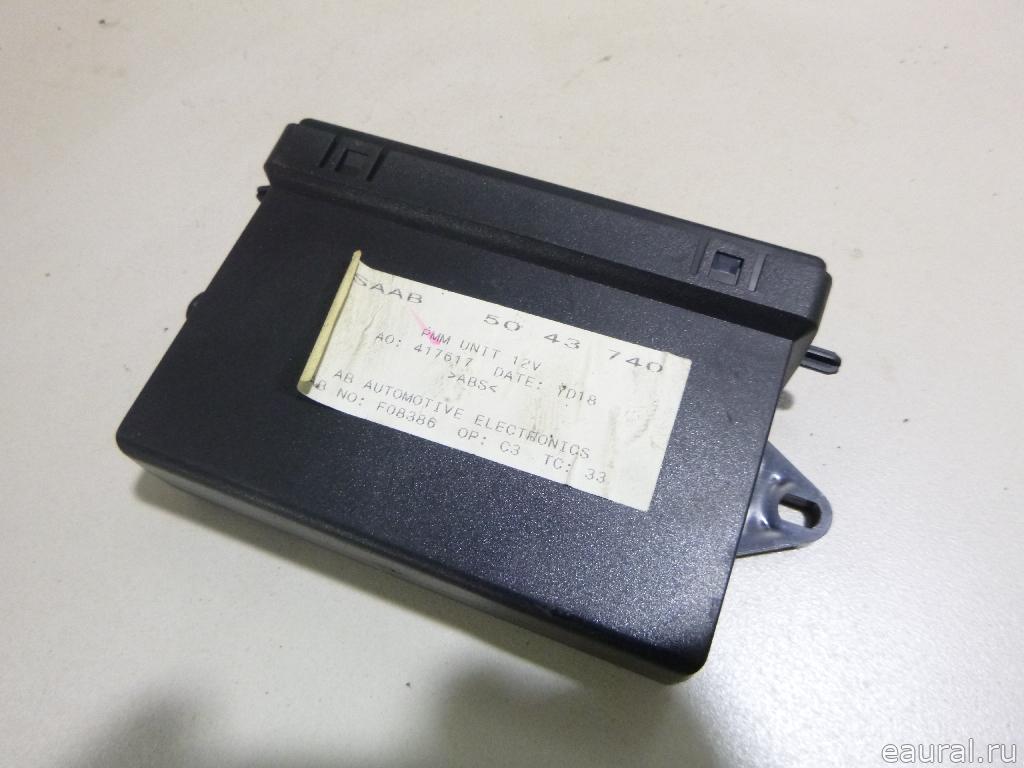 SAAB 50 43 740
PMM UNIT 12V
AO: 417617 DATE: 7D18
>ABS<
AB AUTOMOTIVE ELECTRONICS
NO: F08386 OP: C3 TC: 33
eaural.ru